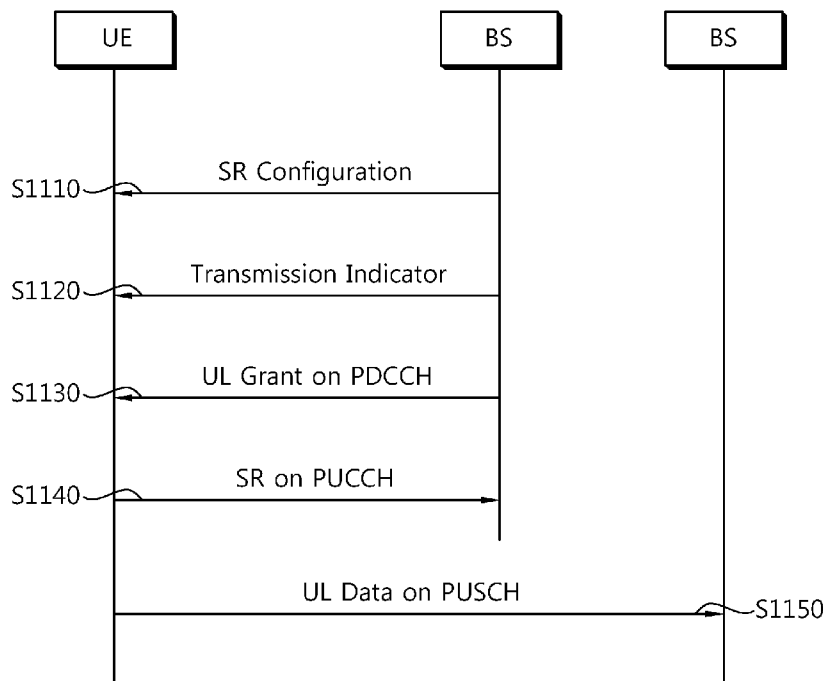 UE
BS
BS
SR Configuration
S1110
Transmission Indicator
S1120
UL Grant on PDCCH
S1130
SR on PUCCH
S1140
UL Data on PUSCH
S1150